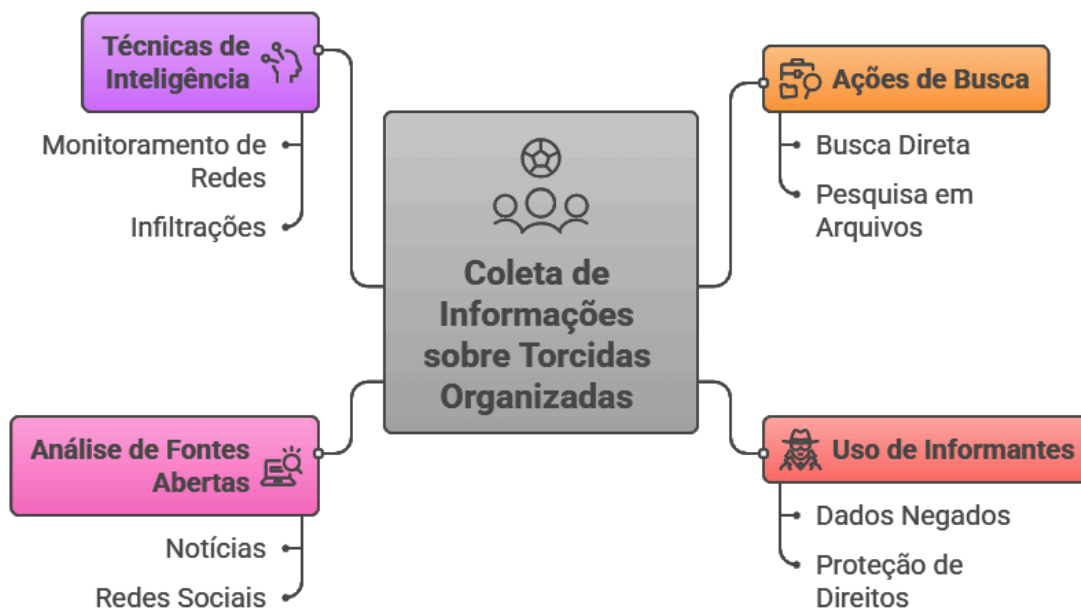 Técnicas de
Inteligência
Monitoramento de
Redes
Infiltrações
Ações de Busca
Busca Direta
Pesquisa em
Arquivos
Coleta de
Informações
sobre Torcidas
Organizadas
Análise de Fontes
Abertas
Notícias
Redes Sociais
Uso de Informantes
Dados Negados
Proteção de
Direitos